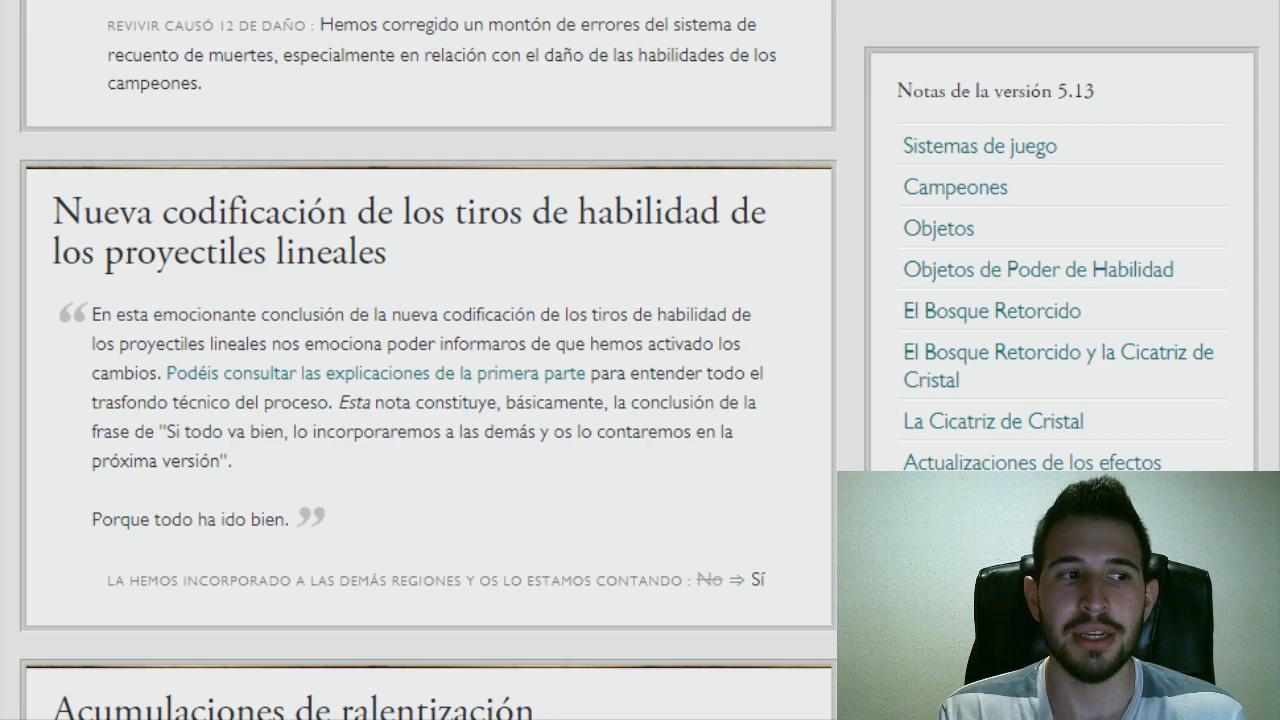 REVIVIR CAUSÓ 12 DE DAÑO : Hemos corregido un montón de errores del sistema de
recuento de muertes, especialmente en relación con el daño de las habilidades de los
campeones.
Nueva codificación de los tiros de habilidad de
los proyectiles lineales
“ En esta emocionante conclusión de la nueva codificación de los tiros de habilidad de
los proyectiles lineales nos emociona poder informaros de que hemos activado los
cambios. Podéis consultar las explicaciones de la primera parte para entender todo el
trasfondo técnico del proceso. Esta nota constituye, básicamente, la conclusión de la
frase de "Si todo va bien, lo incorporaremos a las demás y os lo contaremos en la
próxima versión".
Porque todo ha ido bien. ”
LA HEMOS INCORPORADO A LAS DEMÁS REGIONES Y OS LO ESTAMOS CONTANDO : No ⇒ Sí
Acumulaciones de ralentización
Notas de la versión 5.13
Sistemas de juego
Campeones
Objetos
Objetos de Poder de Habilidad
El Bosque Retorcido
El Bosque Retorcido y la Cicatriz de
Cristal
La Cicatriz de Cristal
Actualizaciones de los efectos